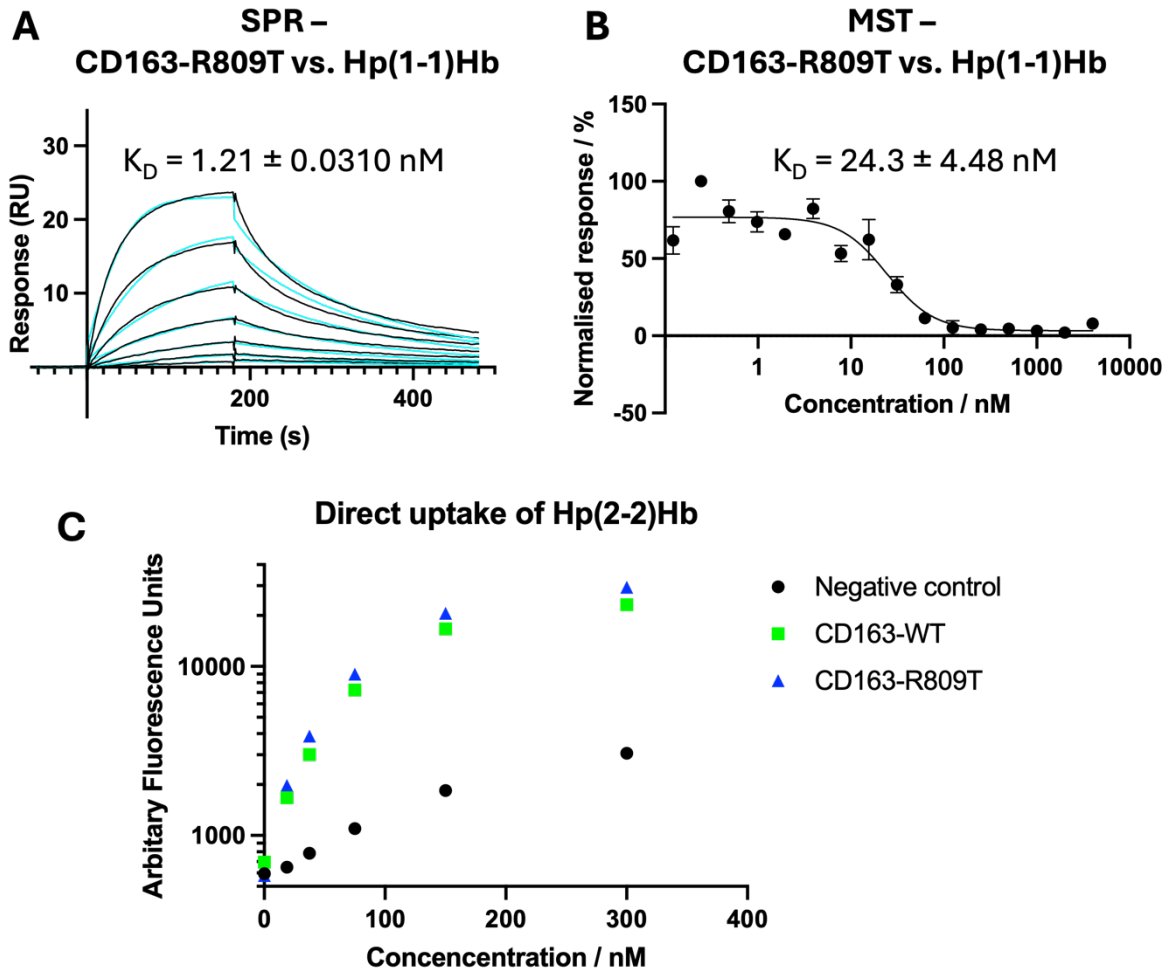 A
SPR –
CD163-R809T vs. Hp(1-1)Hb
K_D = 1.21 ± 0.0310 nM
Response (RU)
30
20
10
200
400
Time (s)
B
MST –
CD163-R809T vs. Hp(1-1)Hb
K_D = 24.3 ± 4.48 nM
Normalised response / %
150
100
50
0
-50
1
10
100
1000
10000
Concentration / nM
C
Direct uptake of Hp(2-2)Hb
Arbitary Fluorescence Units
10000
1000
0
100
200
300
400
Concencentration / nM
Negative control
CD163-WT
CD163-R809T